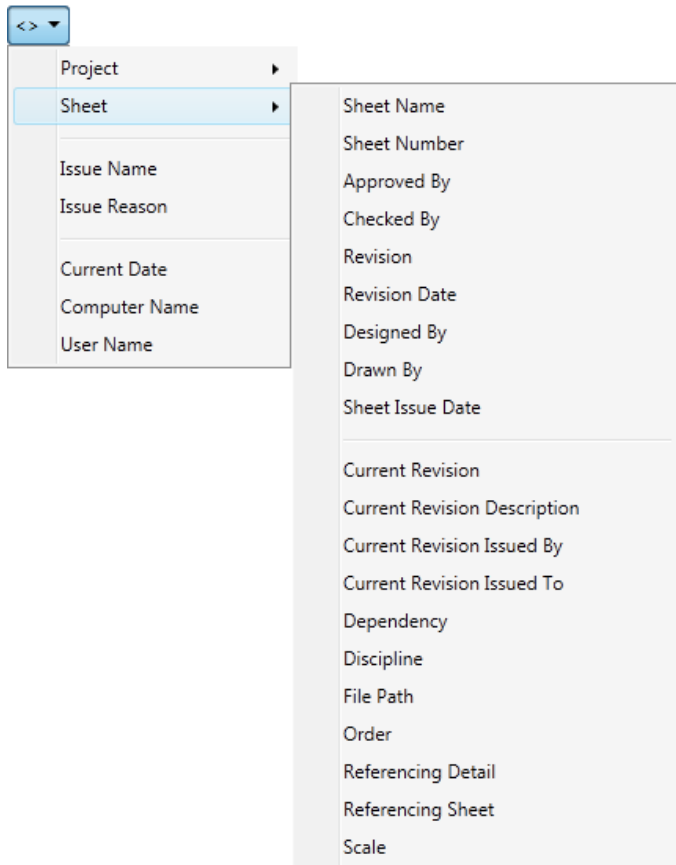 <>
Project
Sheet
Issue Name
Issue Reason
Current Date
Computer Name
User Name
Sheet Name
Sheet Number
Approved By
Checked By
Revision
Revision Date
Designed By
Drawn By
Sheet Issue Date
Current Revision
Current Revision Description
Current Revision Issued By
Current Revision Issued To
Dependency
Discipline
File Path
Order
Referencing Detail
Referencing Sheet
Scale